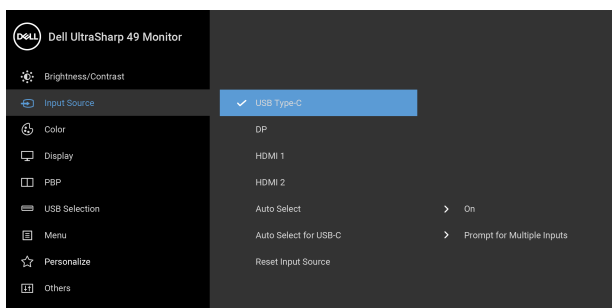 DELL Dell UltraSharp 49 Monitor
Brightness/Contrast
Input Source USB Type-C
Color DP
Display HDMI 1
PBP HDMI 2
USB Selection Auto Select On
Menu Auto Select for USB-C Prompt for Multiple Inputs
Personalize Reset Input Source
Others